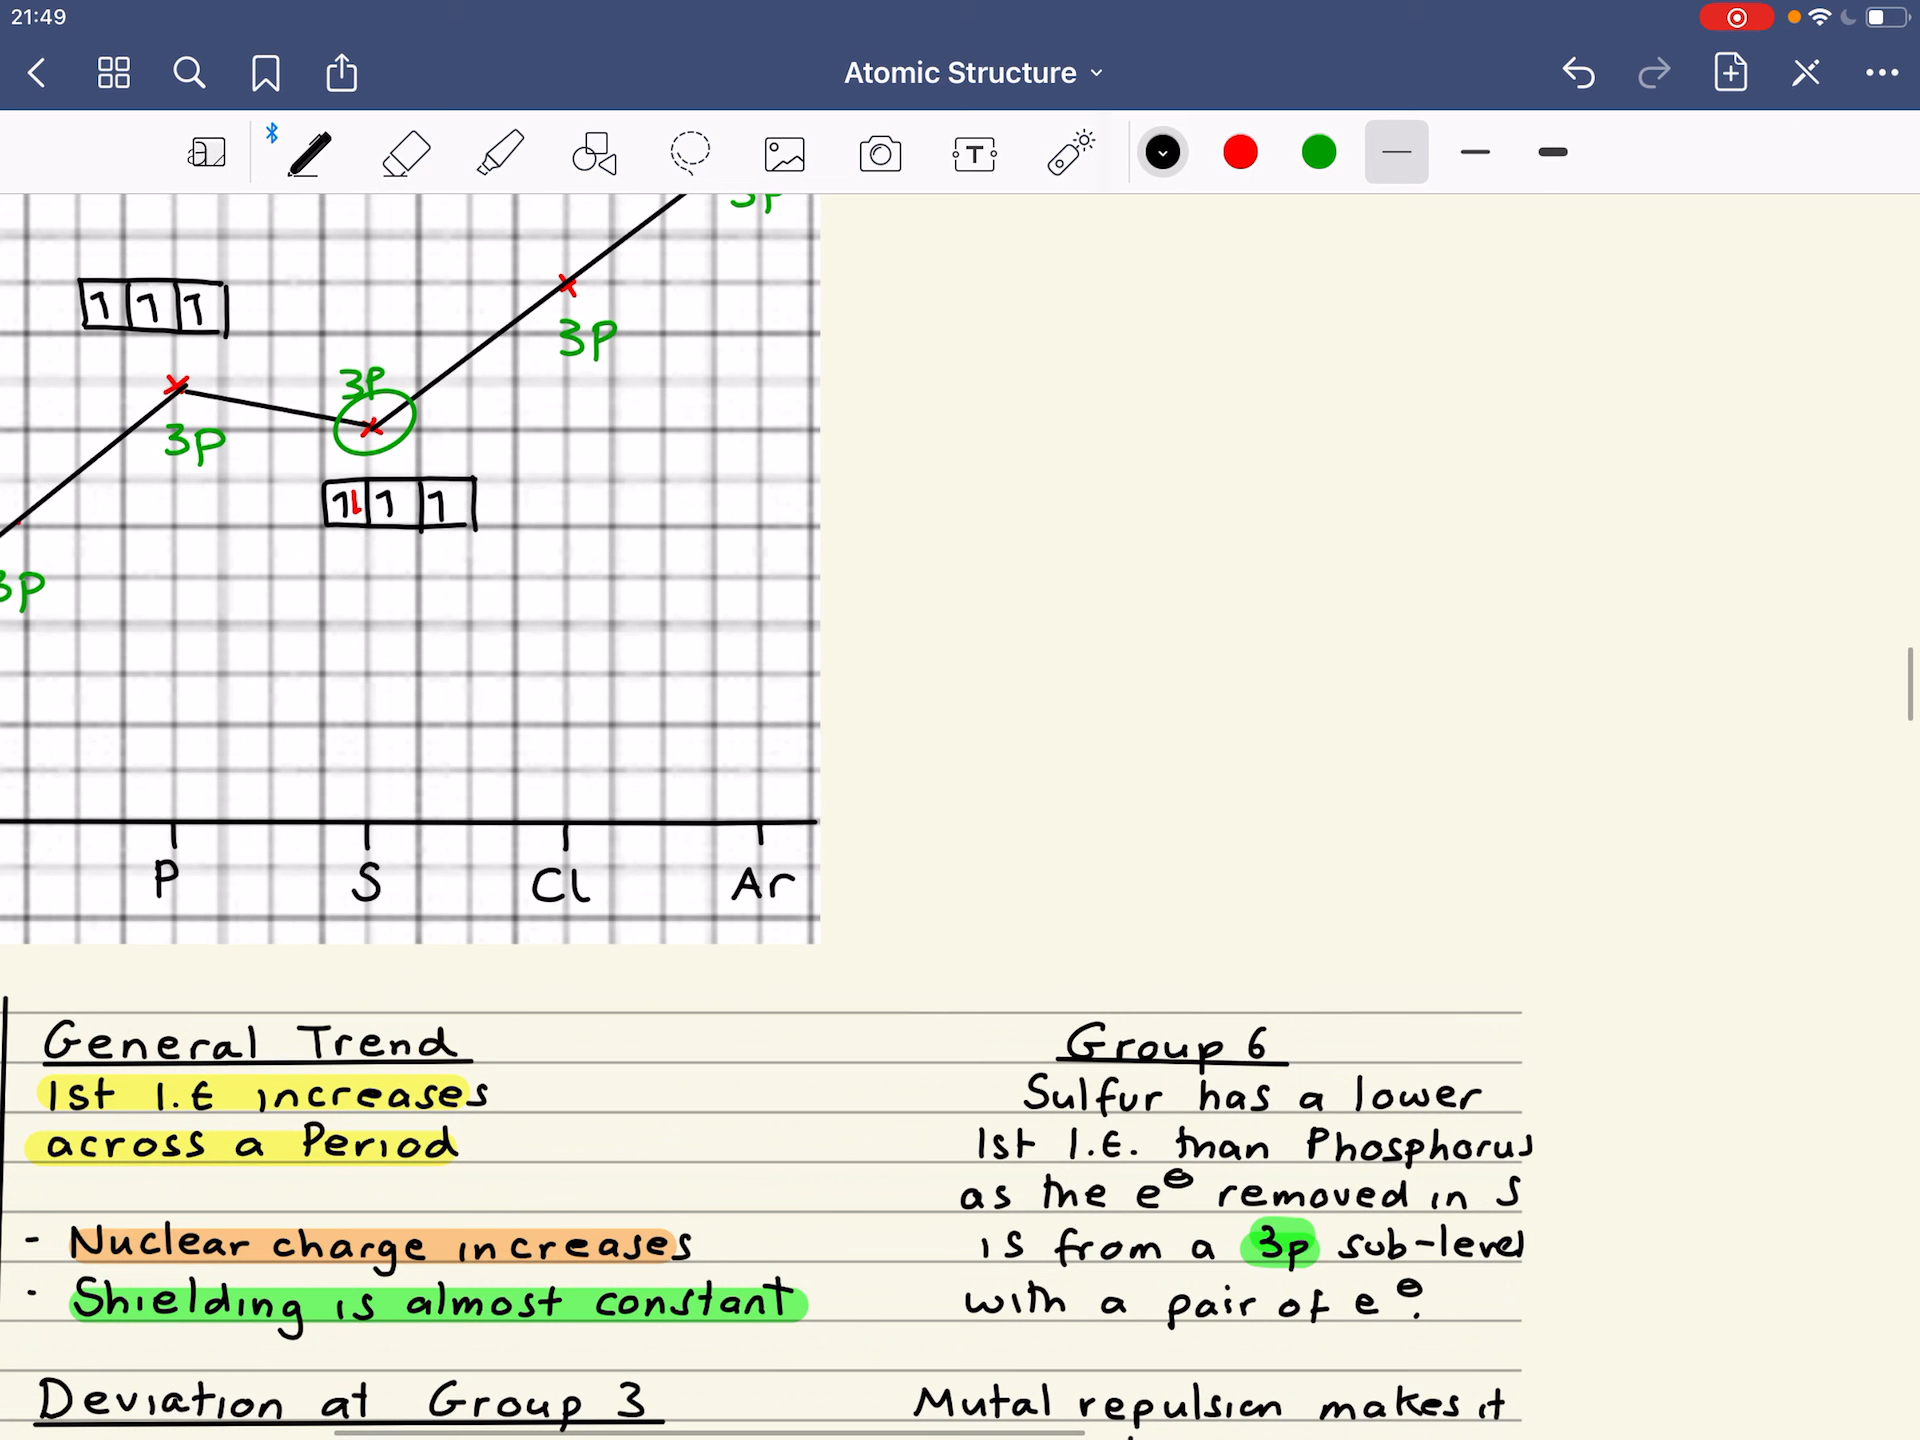 21:49
Atomic Structure
3p
3p
3p
3p
3p
P S Cl Ar
General Trend
1st I.E increases
across a Period
- Nuclear charge increases
- Shielding is almost constant
Deviation at Group 3
Group 6
Sulfur has a lower
1st I.E. than Phosphorus
as the e⊖ removed in S
is from a 3p sub-level
with a pair of e⊖.
Mutal repulsion makes it